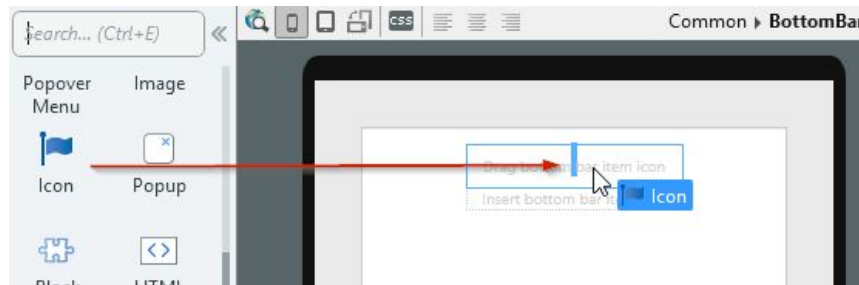 Search... (Ctrl+E)
CSS
Common ▸ BottomBar
Popover
Menu
Image
Icon
Popup
Block
HTML
Drag bottom bar item icon
Insert bottom bar
Icon